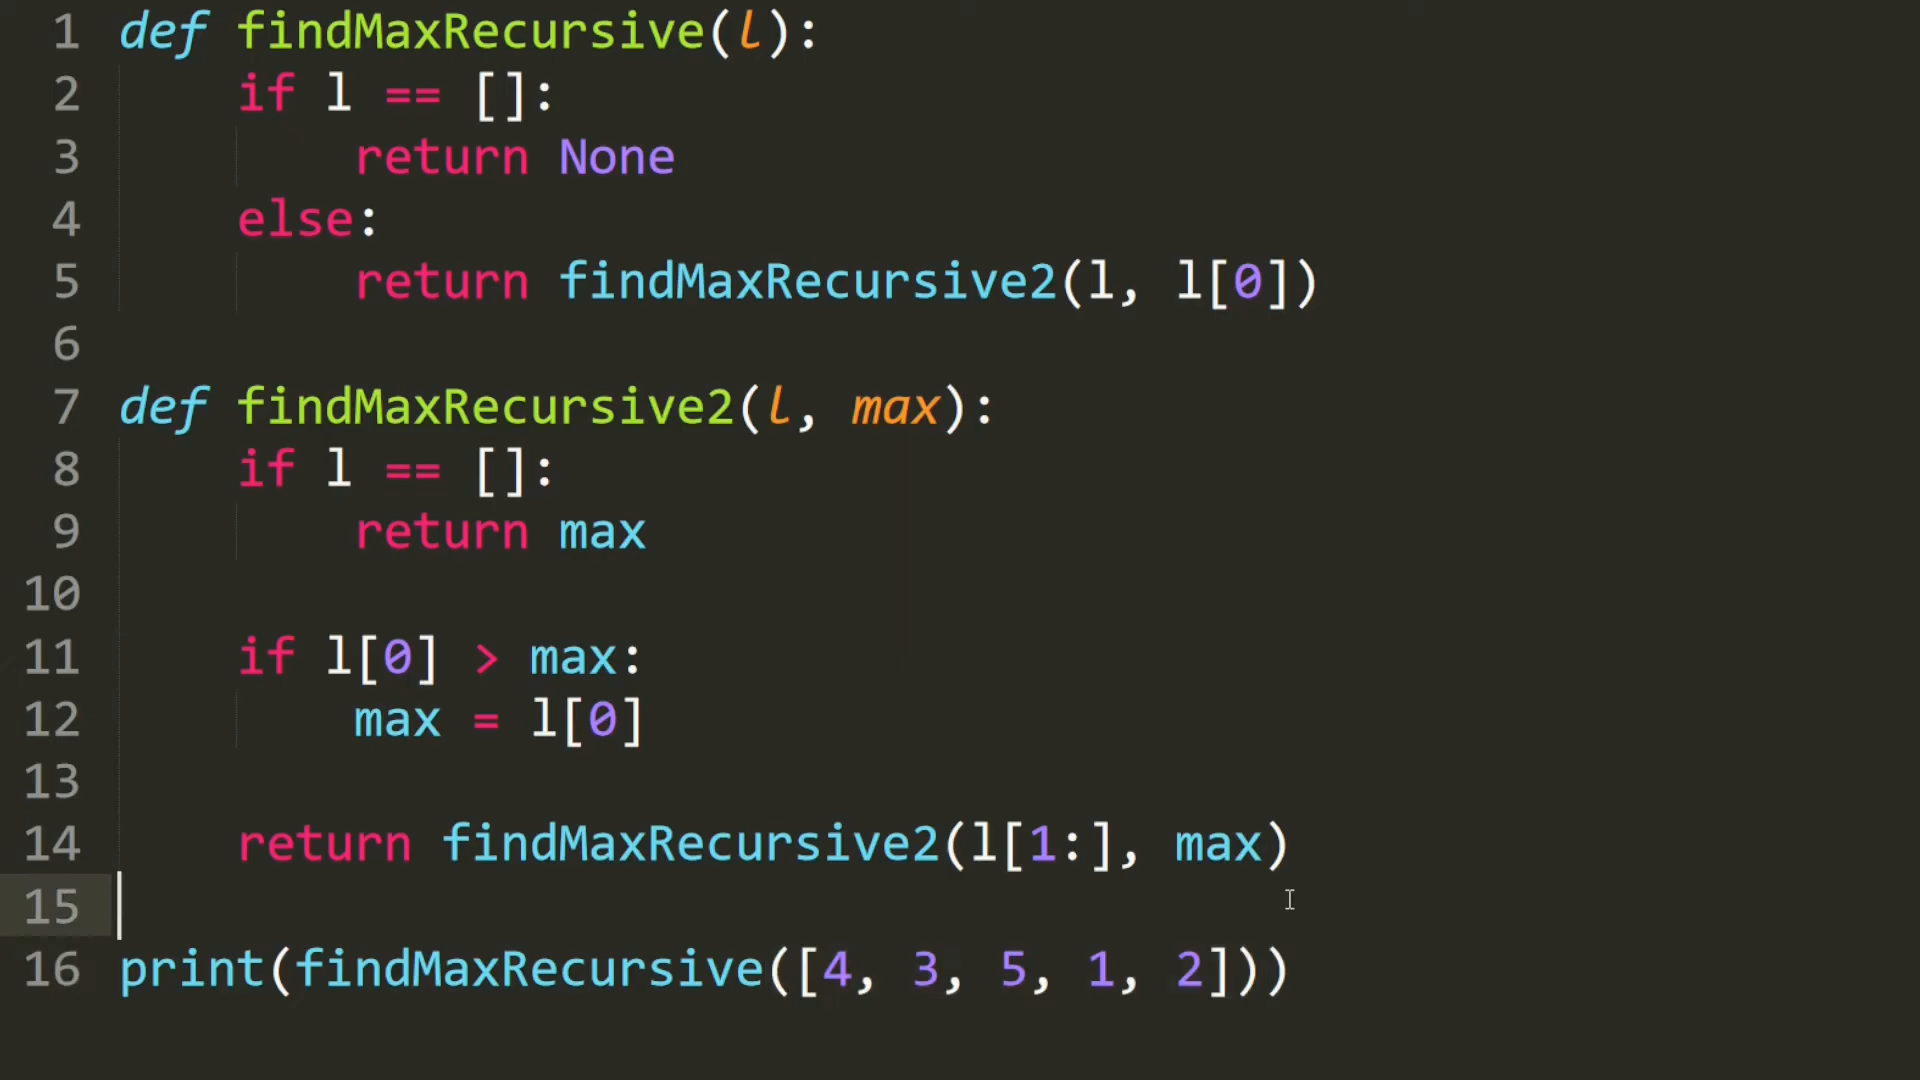 1 def findMaxRecursive(l):
2     if l == []:
3         return None
4     else:
5         return findMaxRecursive2(l, l[0])
6
7 def findMaxRecursive2(l, max):
8     if l == []:
9         return max
10
11     if l[0] > max:
12         max = l[0]
13
14     return findMaxRecursive2(l[1:], max)
15
16 print(findMaxRecursive([4, 3, 5, 1, 2]))